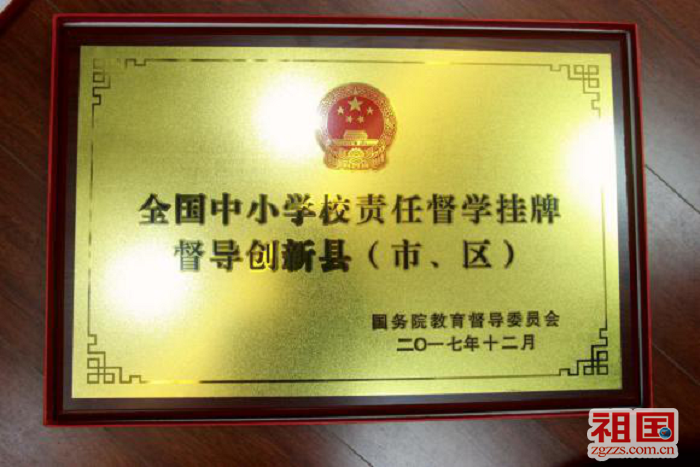 全国中小学校责任督学挂牌
督导创新县（市、区）
国务院教育督导委员会
二〇一七年十二月
祖国
zgzzs.com.cn